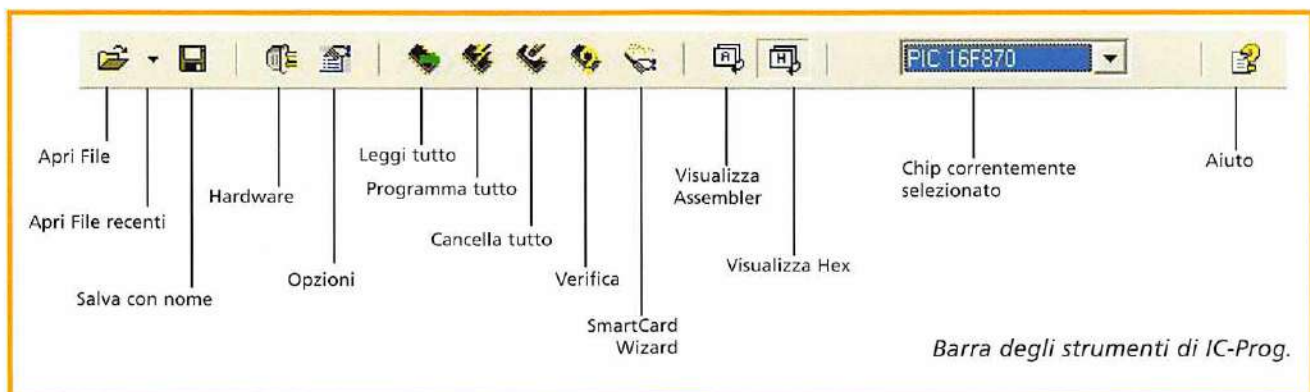 PIC 16F870
Apri File
Leggi tutto
Visualizza
Assembler
Chip correntemente
selezionato
Aiuto
Hardware
Programma tutto
Apri File recenti
Cancella tutto
Visualizza Hex
Salva con nome
Opzioni
Verifica
SmartCard
Wizard
Barra degli strumenti di IC-Prog.